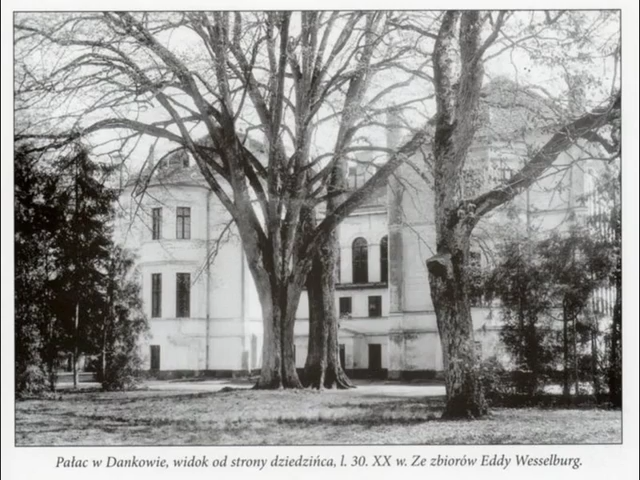 Pałac w Dankowie, widok od strony dziedzińca, l. 30. XX w. Ze zbiorów Eddy Wesselburg.